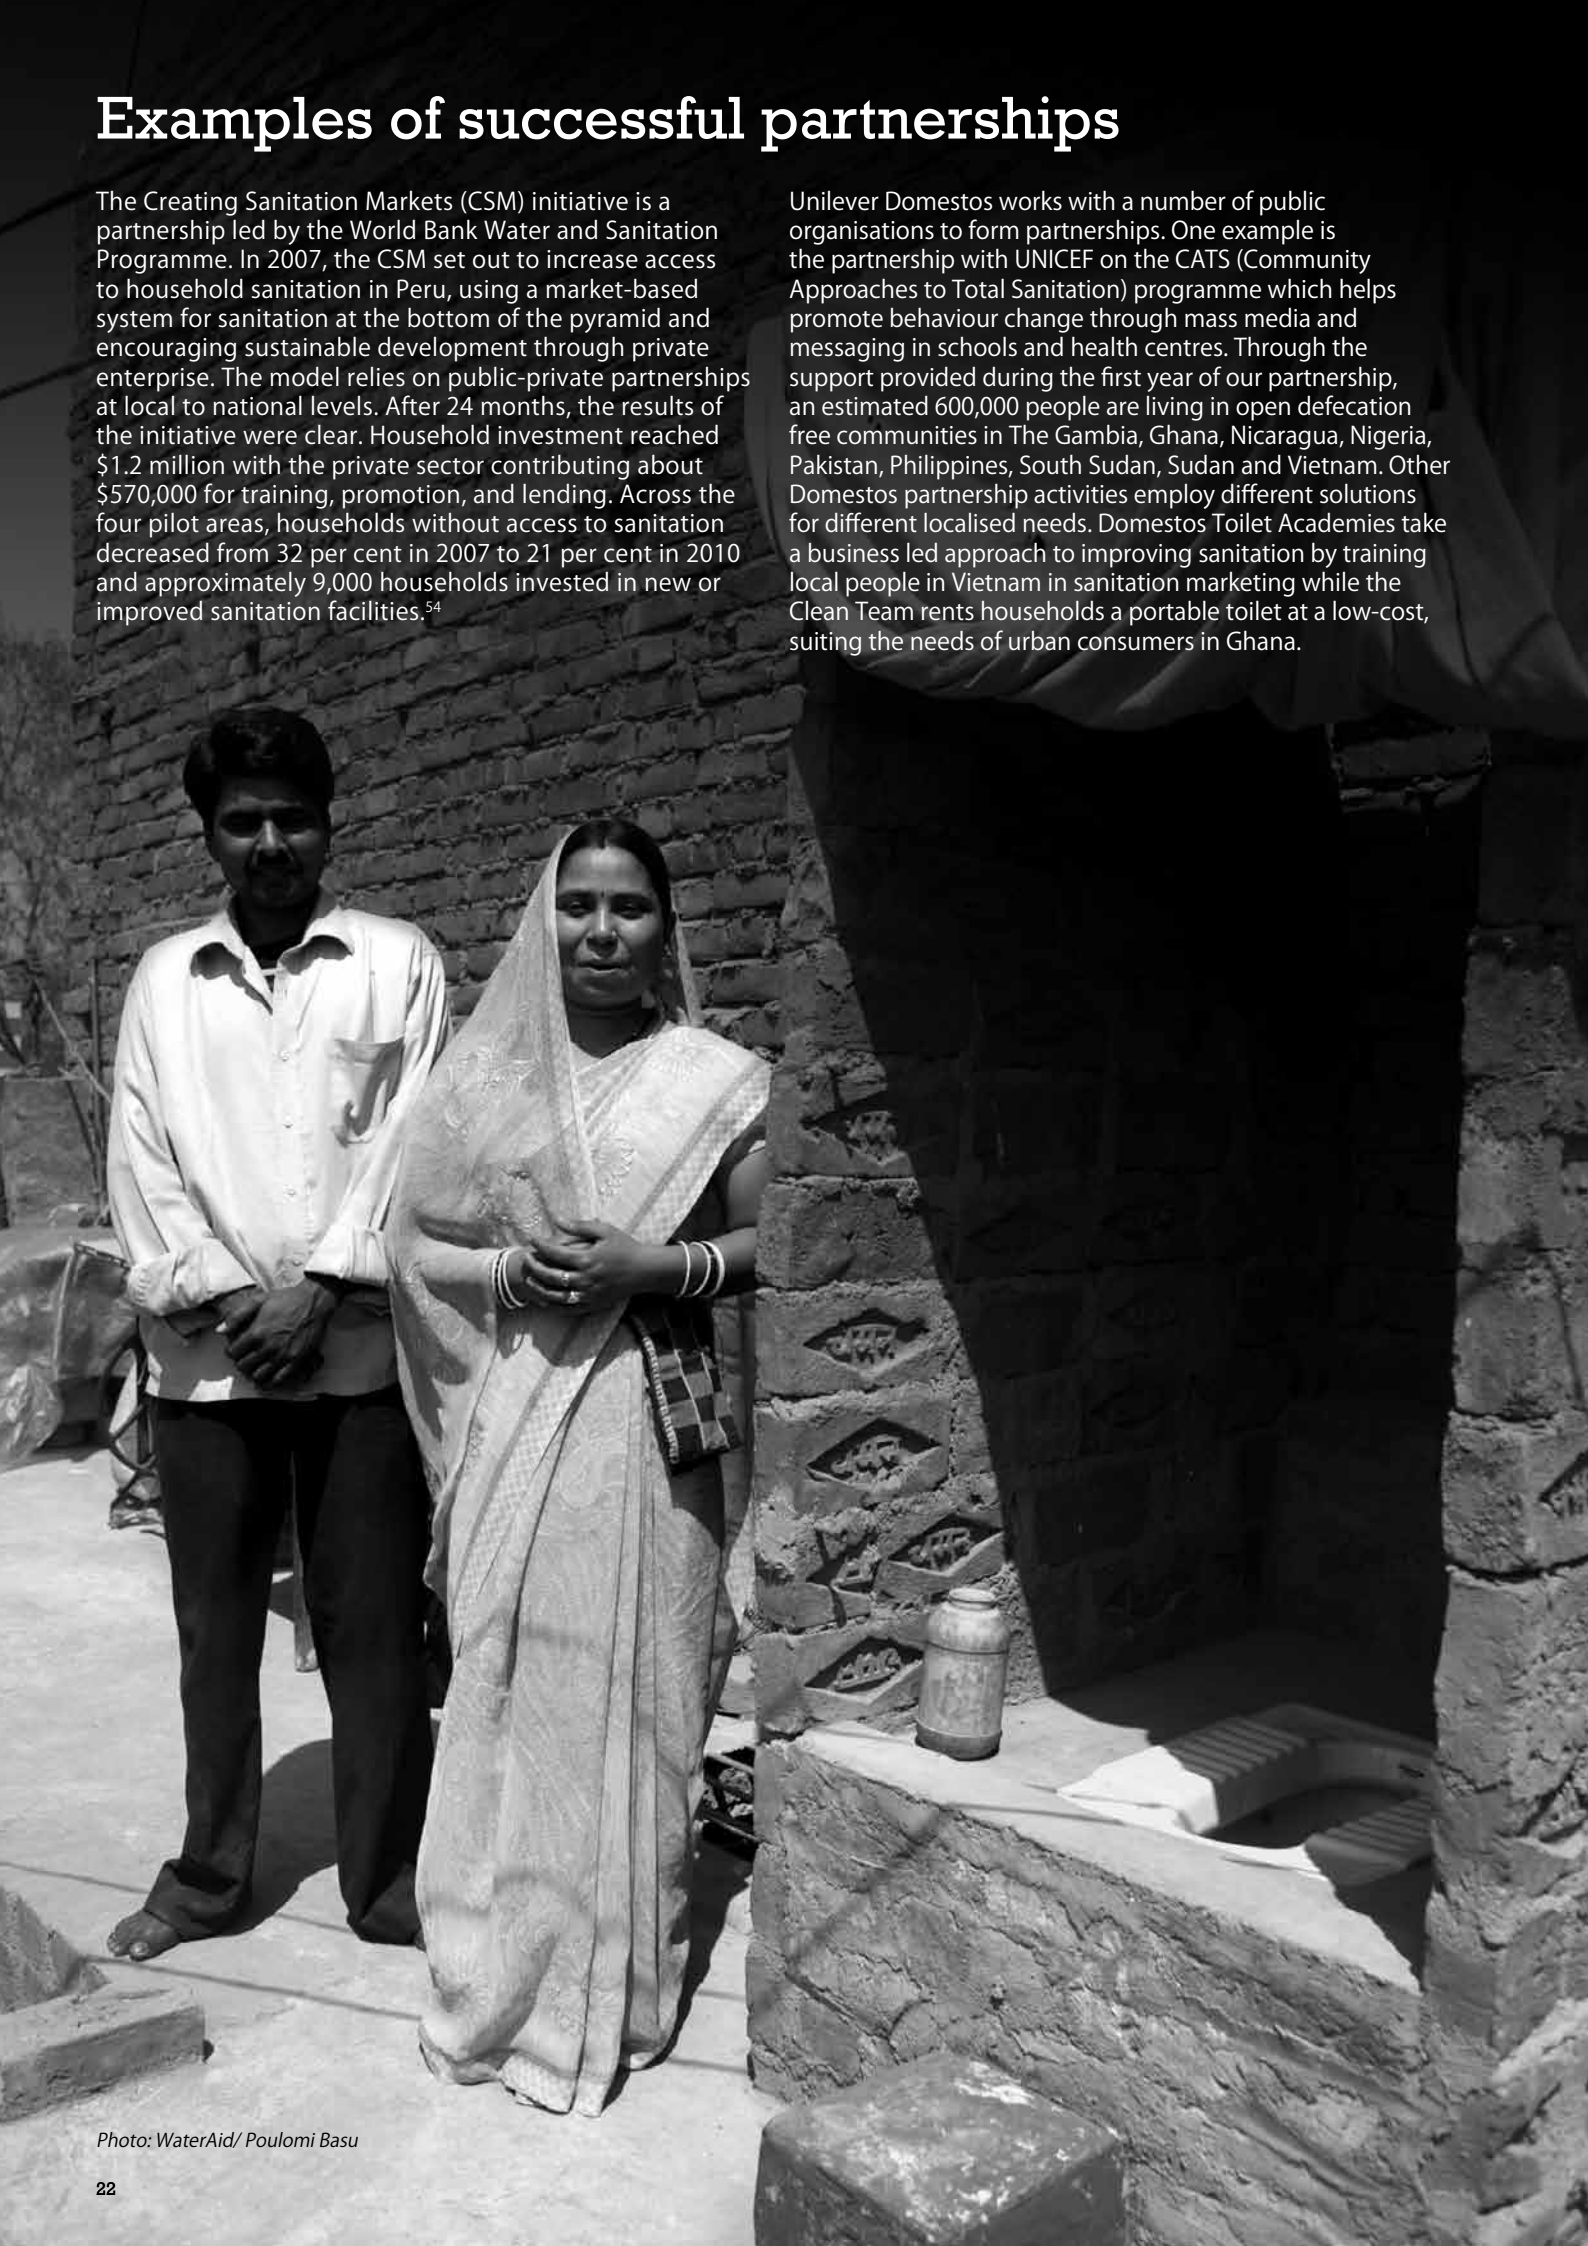 Examples of successful partnerships
The Creating Sanitation Markets (CSM) initiative is a
partnership led by the World Bank Water and Sanitation
Programme. In 2007, the CSM set out to increase access
to household sanitation in Peru, using a market-based
system for sanitation at the bottom of the pyramid and
encouraging sustainable development through private
enterprise. The model relies on public-private partnerships
at local to national levels. After 24 months, the results of
the initiative were clear. Household investment reached
$1.2 million with the private sector contributing about
$570,000 for training, promotion, and lending. Across the
four pilot areas, households without access to sanitation
decreased from 32 per cent in 2007 to 21 per cent in 2010
and approximately 9,000 households invested in new or
improved sanitation facilities.54
Unilever Domestos works with a number of public
organisations to form partnerships. One example is
the partnership with UNICEF on the CATS (Community
Approaches to Total Sanitation) programme which helps
promote behaviour change through mass media and
messaging in schools and health centres. Through the
support provided during the first year of our partnership,
an estimated 600,000 people are living in open defecation
free communities in The Gambia, Ghana, Nicaragua, Nigeria,
Pakistan, Philippines, South Sudan, Sudan and Vietnam. Other
Domestos partnership activities employ different solutions
for different localised needs. Domestos Toilet Academies take
a business led approach to improving sanitation by training
local people in Vietnam in sanitation marketing while the
Clean Team rents households a portable toilet at a low-cost,
suiting the needs of urban consumers in Ghana.
Photo: WaterAid/ Poulomi Basu
22